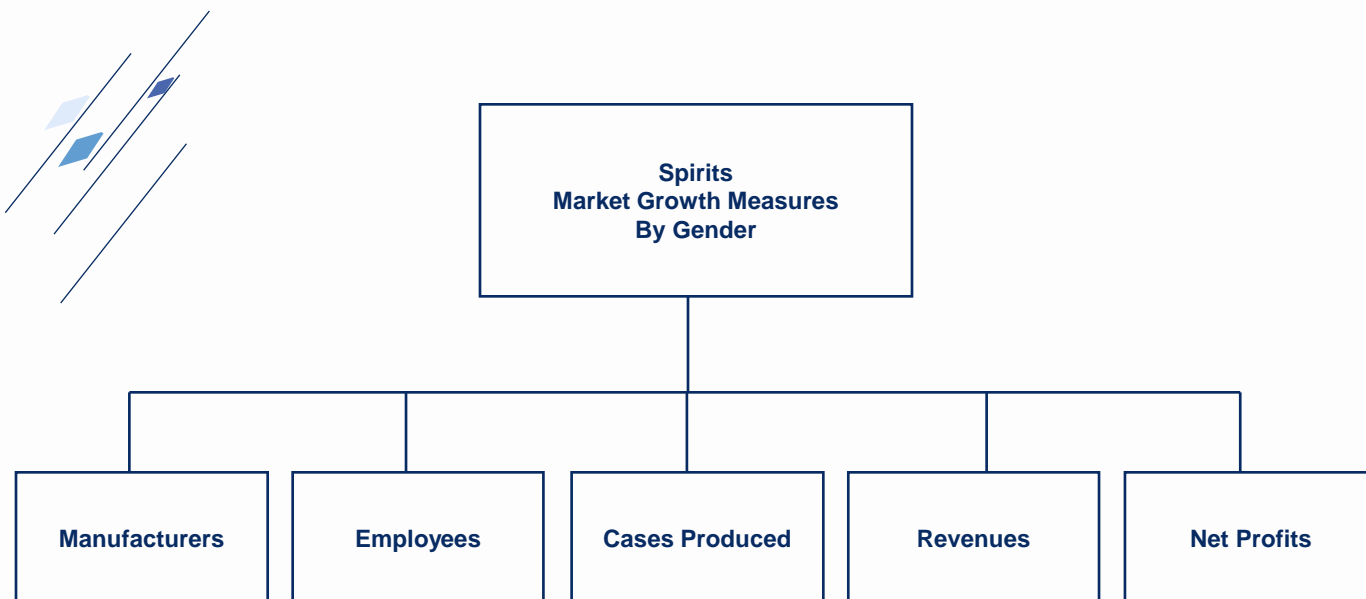 Spirits
Market Growth Measures
By Gender
Manufacturers
Employees
Cases Produced
Revenues
Net Profits